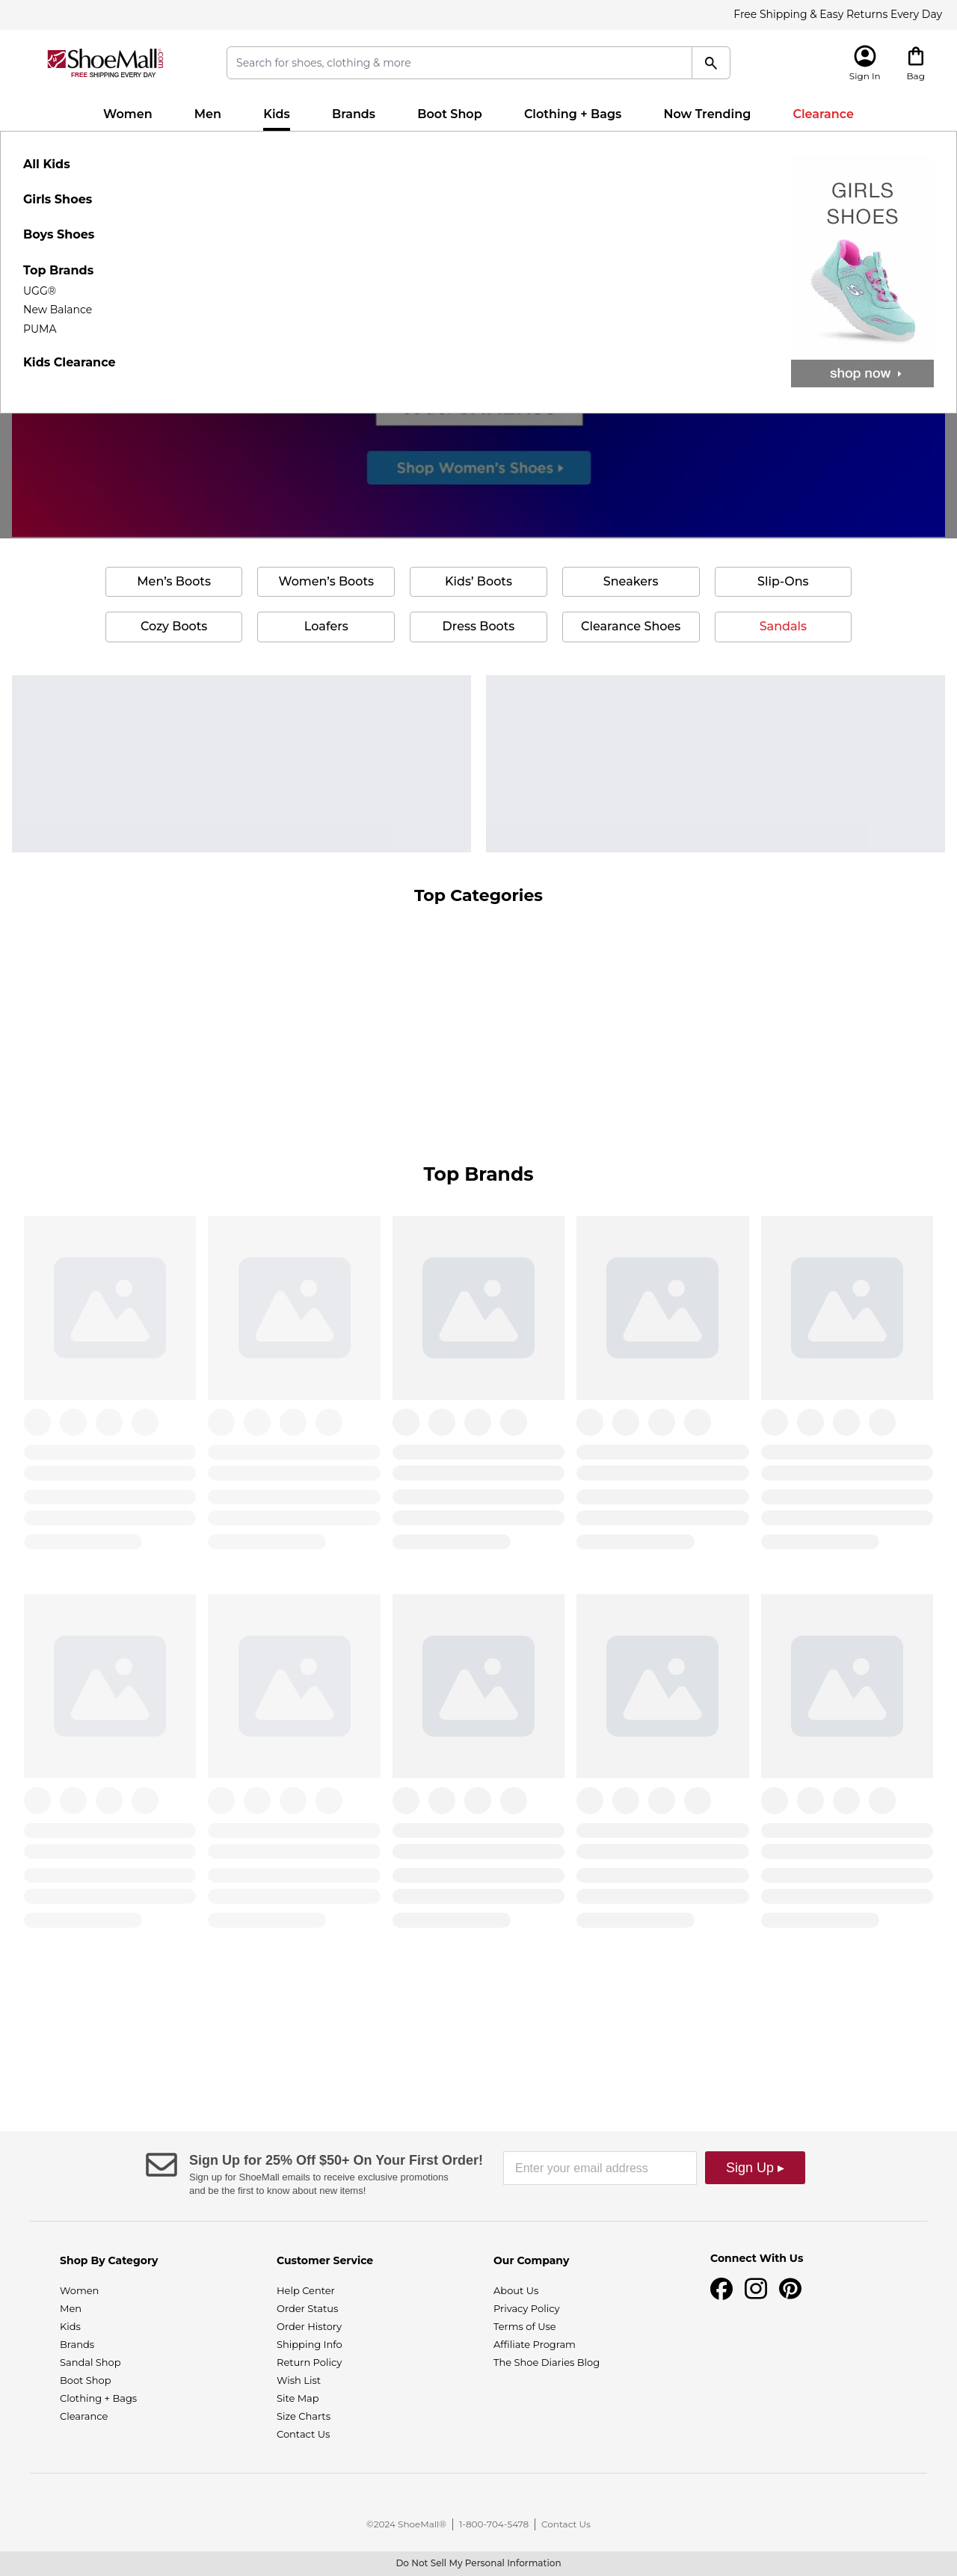 Free Shipping & Easy Returns Every Day
ShoeMall.com
FREE SHIPPING EVERY DAY
Search for shoes, clothing & more
Sign In
Bag
Women
Men
Kids
Brands
Boot Shop
Clothing + Bags
Now Trending
Clearance
All Kids
Girls Shoes
Boys Shoes
Top Brands
UGG®
New Balance
PUMA
Kids Clearance
GIRLS
SHOES
shop now
Shop Women's Shoes
Men's Boots
Women's Boots
Kids' Boots
Sneakers
Slip-Ons
Cozy Boots
Loafers
Dress Boots
Clearance Shoes
Sandals
Top Categories
Top Brands
Sign Up for 25% Off $50+ On Your First Order!
Sign up for ShoeMall emails to receive exclusive promotions
and be the first to know about new items!
Enter your email address
Sign Up ▸
Shop By Category
Women
Men
Kids
Brands
Sandal Shop
Boot Shop
Clothing + Bags
Clearance
Customer Service
Help Center
Order Status
Order History
Shipping Info
Return Policy
Wish List
Site Map
Size Charts
Contact Us
Our Company
About Us
Privacy Policy
Terms of Use
Affiliate Program
The Shoe Diaries Blog
Connect With Us
©2024 ShoeMall®
1-800-704-5478
Contact Us
Do Not Sell My Personal Information